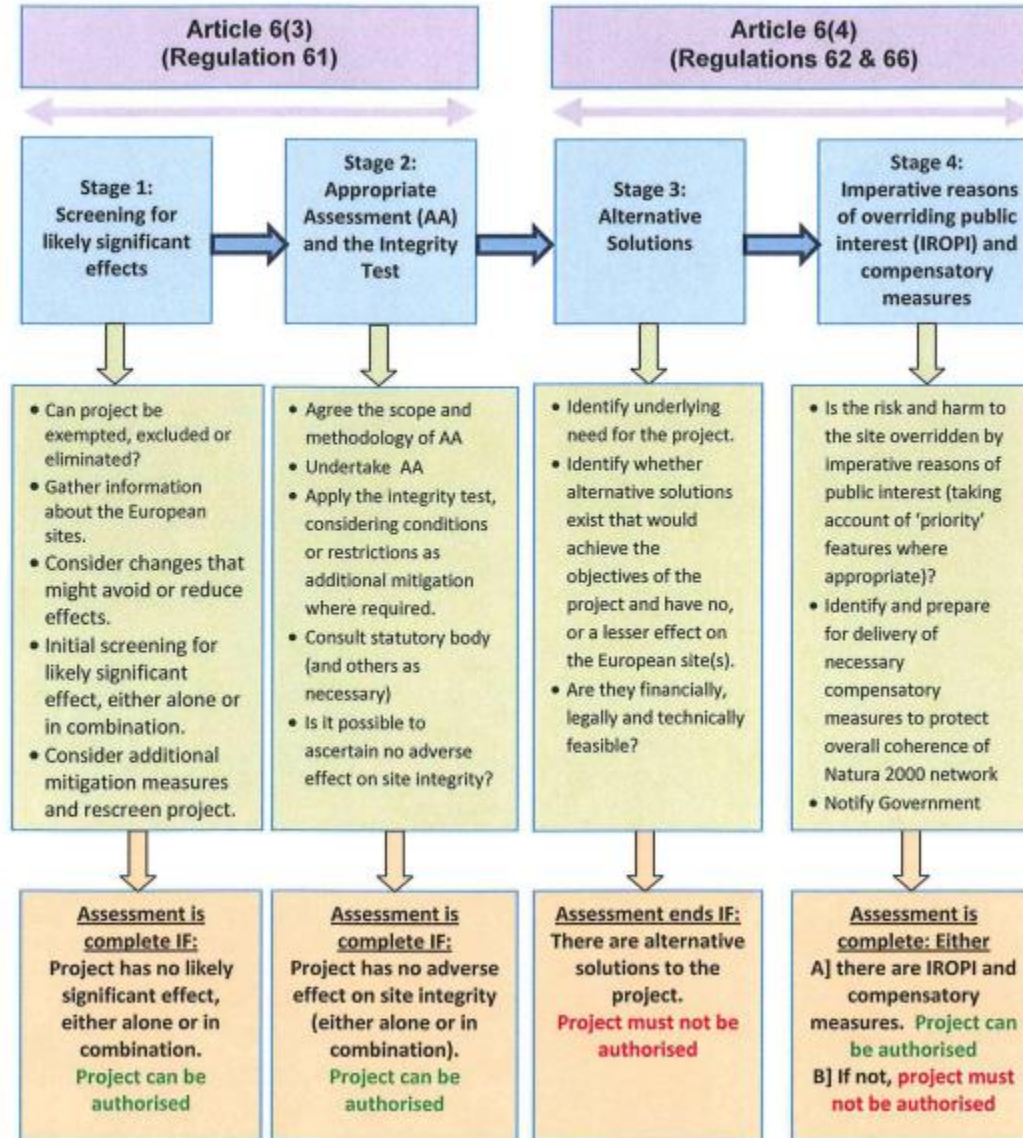 Article 6(3)
(Regulation 61)
Article 6(4)
(Regulations 62 & 66)
Stage 1:
Screening for
likely significant
effects
Stage 2:
Appropriate
Assessment (AA)
and the Integrity
Test
Stage 3:
Alternative
Solutions
Stage 4:
Imperative reasons
of overriding public
interest (IROPI) and
compensatory
measures
• Can project be
exempted, excluded or
eliminated?
• Gather information
about the European
sites.
• Consider changes that
might avoid or reduce
effects.
• Initial screening for
likely significant
effect, either alone or
in combination.
• Consider additional
mitigation measures
and rescreen project.
• Agree the scope and
methodology of AA
• Undertake AA
• Apply the integrity test,
considering conditions
or restrictions as
additional mitigation
where required.
• Consult statutory body
(and others as
necessary)
• Is it possible to
ascertain no adverse
effect on site integrity?
• Identify underlying
need for the project.
• Identify whether
alternative solutions
exist that would
achieve the
objectives of the
project and have no,
or a lesser effect on
the European site(s).
• Are they financially,
legally and technically
feasible?
• Is the risk and harm to
the site overridden by
imperative reasons of
public interest (taking
account of ‘priority’
features where
appropriate)?
• Identify and prepare
for delivery of
necessary
compensatory
measures to protect
overall coherence of
Natura 2000 network
• Notify Government
Assessment is
complete IF:
Project has no likely
significant effect,
either alone or in
combination.
Project can be
authorised
Assessment is
complete IF:
Project has no adverse
effect on site integrity
(either alone or in
combination).
Project can be
authorised
Assessment ends IF:
There are alternative
solutions to the
project.
Project must not be
authorised
Assessment is
complete: Either
A] there are IROPI and
compensatory
measures. Project can
be authorised
B] If not, project must
not be authorised